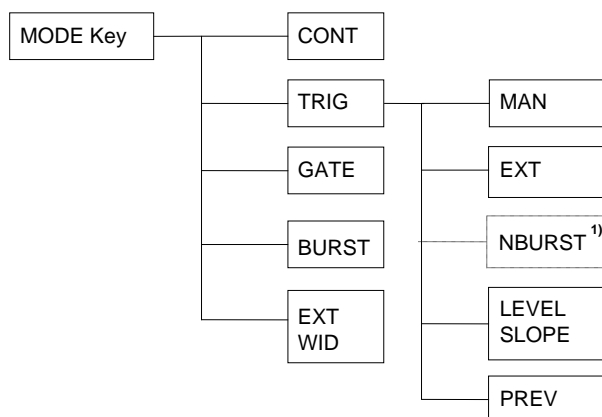 MODE Key
CONT
TRIG
MAN
GATE
EXT
BURST
NBURST 1)
EXT
WID
LEVEL
SLOPE
PREV